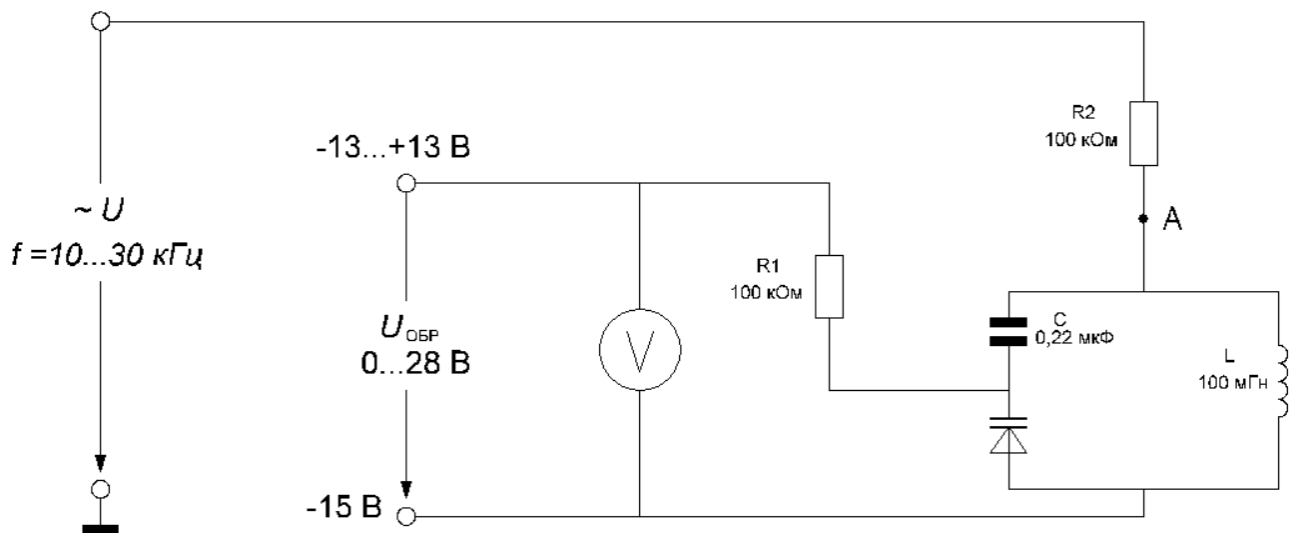 ~ U
f =10...30 кГц
-13...+13 В
UОБР
0...28 В
-15 В
V
R1
100 кОм
R2
100 кОм
A
C
0,22 мкФ
L
100 мГн